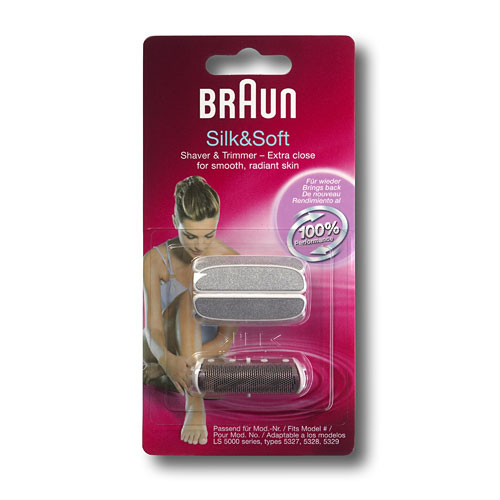 BRAUN
Silk&Soft
Shaver & Trimmer – Extra close
for smooth, radiant skin
Für wieder
Brings back
De nouveau
Rendimiento al
100%
Performance
Passend für Mod.-Nr. / Fits Model #/
Pour Mod. No. / Adaptable a los modelos
LS 5000 series, types 5327, 5328, 5329